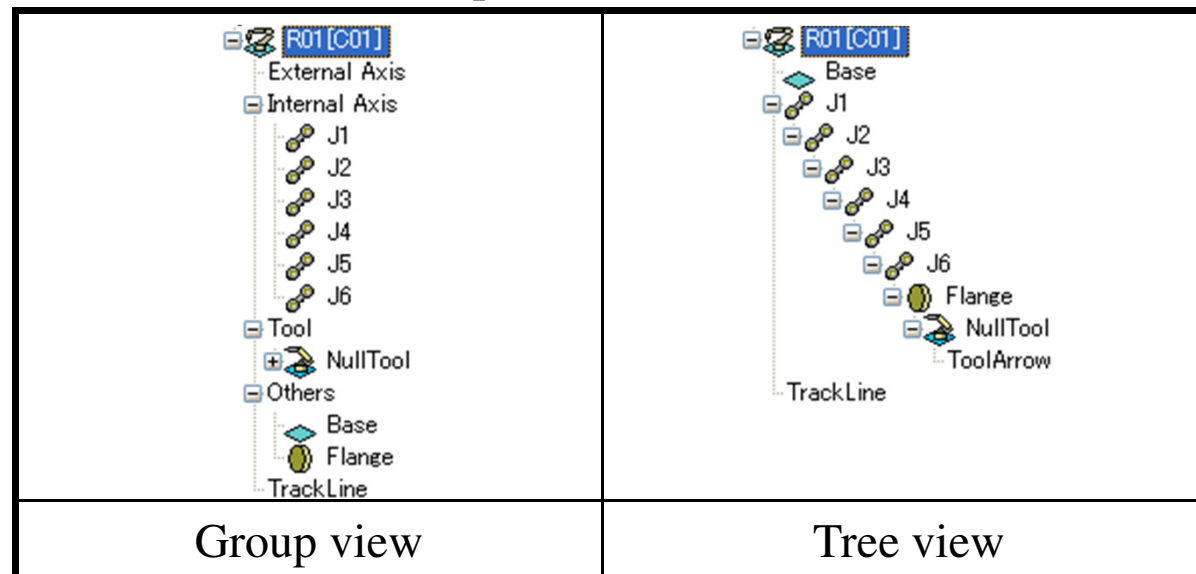 R01[C01]
External Axis
Internal Axis
J1
J2
J3
J4
J5
J6
Tool
NullTool
Others
Base
Flange
TrackLine
Group view
R01[C01]
Base
J1
J2
J3
J4
J5
J6
Flange
NullTool
ToolArrow
TrackLine
Tree view